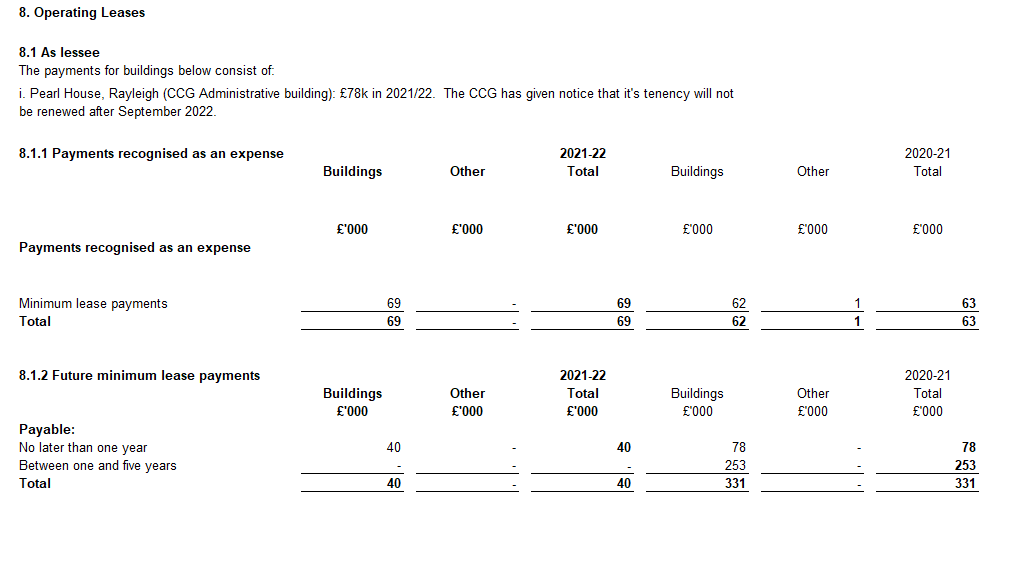 8. Operating Leases
8.1 As lessee
The payments for buildings below consist of:
i. Pearl House, Rayleigh (CCG Administrative building): £78k in 2021/22. The CCG has given notice that it's tenency will not
be renewed after September 2022.
8.1.1 Payments recognised as an expense 2021-22 2020-21
Buildings Other Total Buildings Other Total
£'000 £'000 £'000 £'000 £'000 £'000
Payments recognised as an expense
Minimum lease payments 69 - 69 62 1 63
Total 69 - 69 62 1 63
8.1.2 Future minimum lease payments 2021-22 2020-21
Buildings Other Total Buildings Other Total
£'000 £'000 £'000 £'000 £'000 £'000
Payable:
No later than one year 40 - 40 78 - 78
Between one and five years - - - 253 - 253
Total 40 - 40 331 - 331